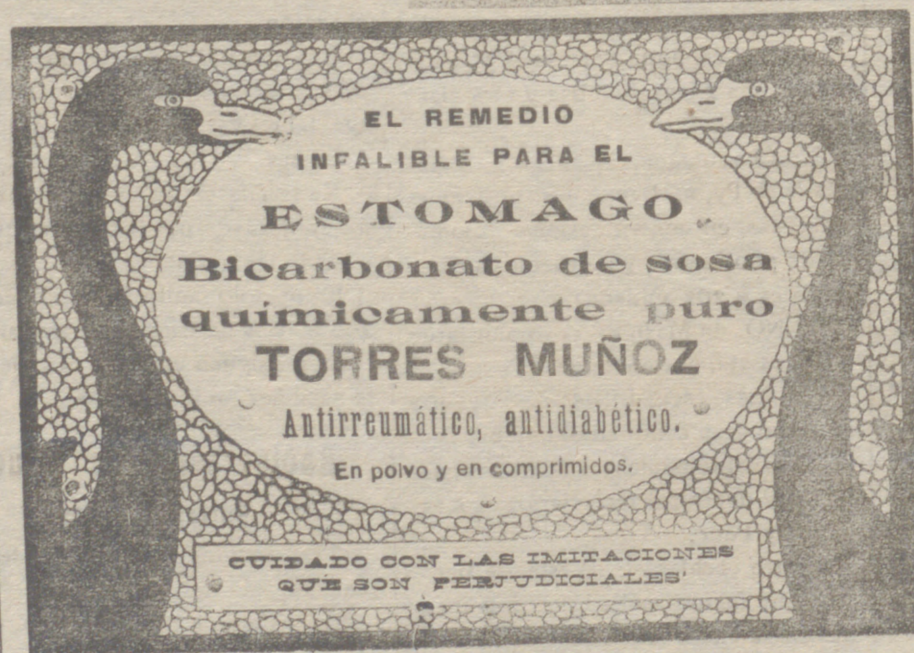 EL REMEDIO
INFALIBLE PARA EL
ESTOMAGO
Bicarbonato de sosa
químicamente puro
TORRES MUÑOZ
Antirreumático, antidiabético.
En polvo y en comprimidos.
CUIDADO CON LAS IMITACIONES
QUE SON PERJUDICIALES'